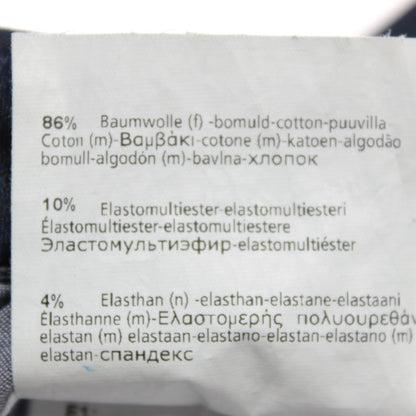 86% Baumwolle (f) -bomuld-cotton-puuvilla
Coton (m)-Βαμβάκι-cotone (m)-katoen-algodão
bomull-algodón (m)-bavlna-хлопок
10% Elastomultiester-elastomultiesteri
Élastomultiester-elastomultiestere
Эластомультиэфир-elastomultiéster
4% Elasthan (n) -elasthan-elastane-elastaani
Élasthanne (m)-Ελαστομερής πολυουρεθάν
elastan (m) elastaan-elastano-elastan-elastano (m)
elastan-спандекс